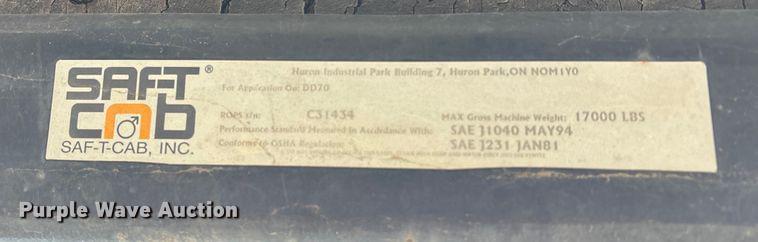 SAF-T®
cab
SAF-T-CAB, INC.
Huron Industrial Park Building 7, Huron Park,ON NOM1Y0
For Application On: DD70
ROPS s/n: C31434
MAX Gross Machine Weight: 17000 LBS
Performance Standard Measured in Accordance With: SAE J1040 MAY94
Conforms to OSHA Regulation: SAE J231 JAN81
Purple Wave Auction